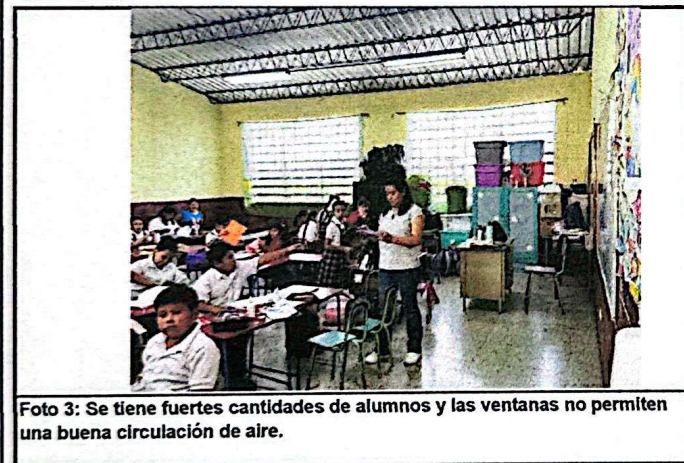 Foto 3: Se tiene fuertes cantidades de alumnos y las ventanas no permiten
una buena circulación de aire.